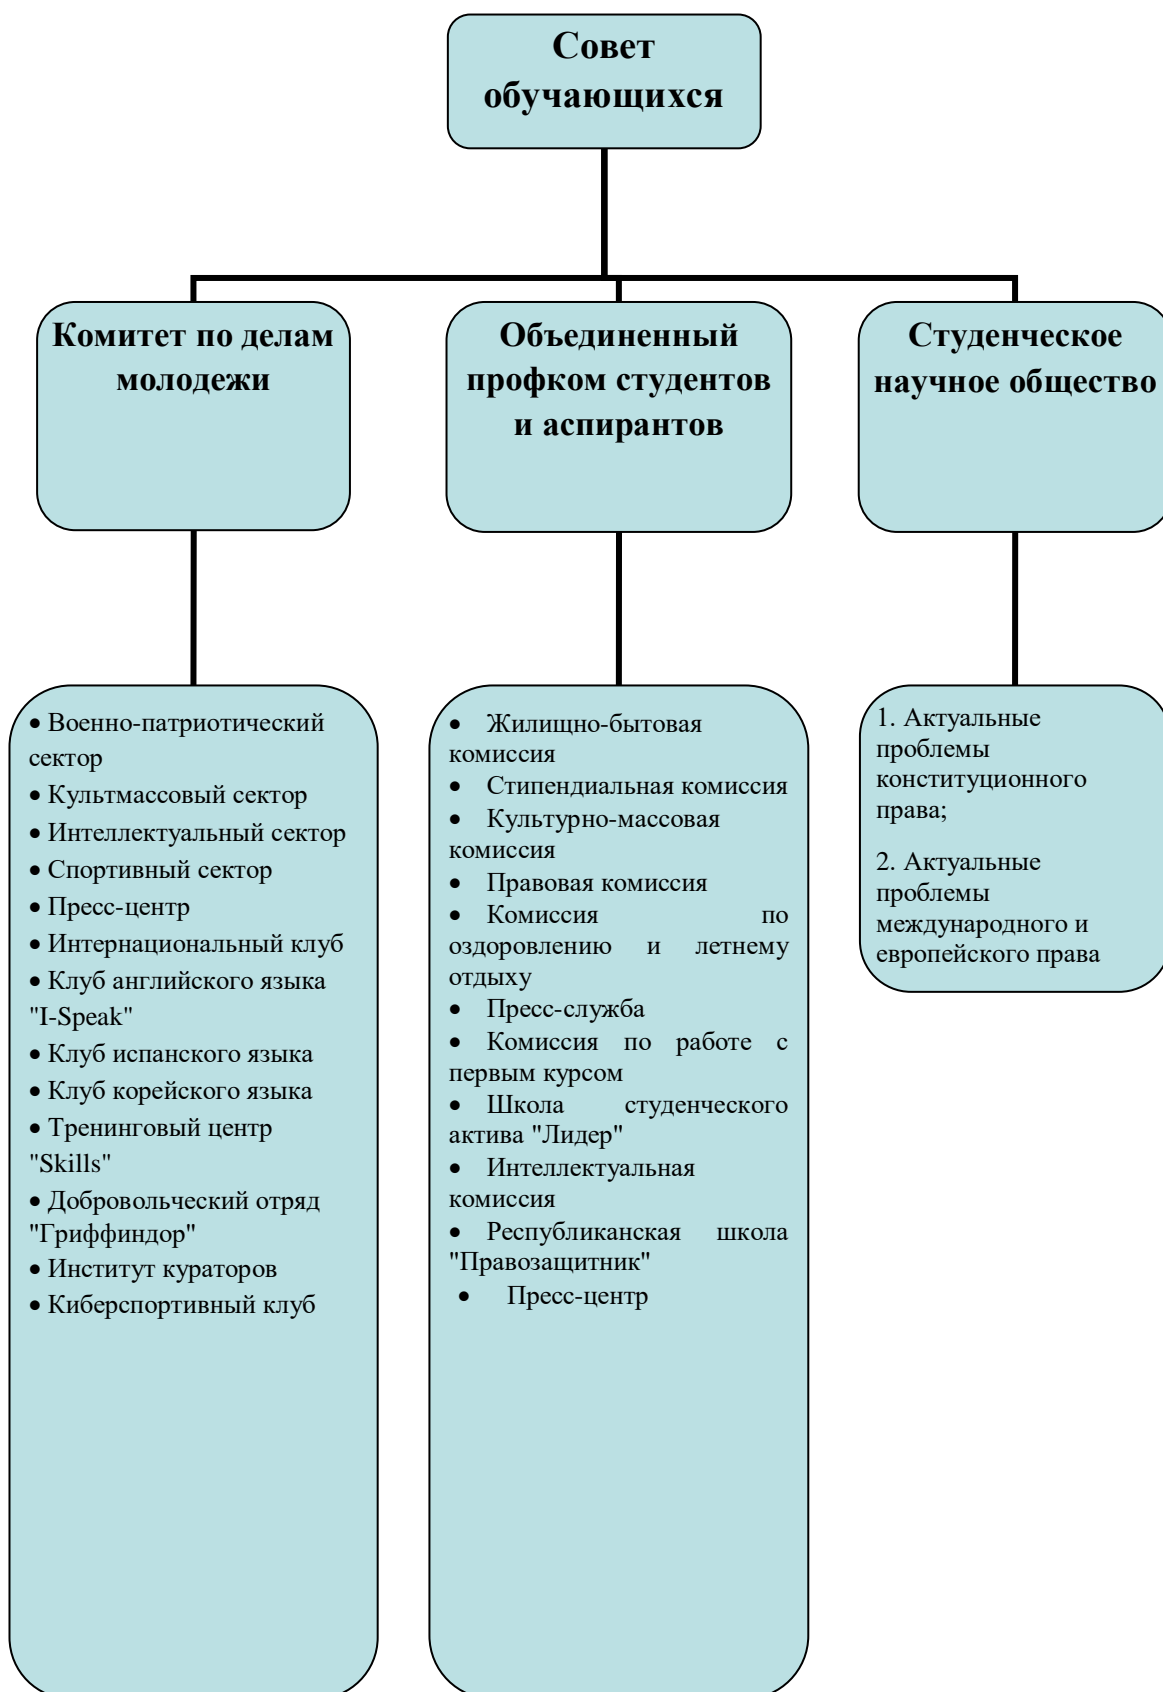 Совет
обучающихся
Комитет по делам
молодежи
Объединенный
профком студентов
и аспирантов
Студенческое
научное общество
• Военно-патриотический
сектор
• Культмассовый сектор
• Интеллектуальный сектор
• Спортивный сектор
• Пресс-центр
• Интернациональный клуб
• Клуб английского языка
"I-Speak"
• Клуб испанского языка
• Клуб корейского языка
• Тренинговый центр
"Skills"
• Добровольческий отряд
"Гриффиндор"
• Институт кураторов
• Киберспортивный клуб
• Жилищно-бытовая
комиссия
• Стипендиальная комиссия
• Культурно-массовая
комиссия
• Правовая комиссия
• Комиссия по
оздоровлению и летнему
отдыху
• Пресс-служба
• Комиссия по работе с
первым курсом
• Школа студенческого
актива "Лидер"
• Интеллектуальная
комиссия
• Республиканская школа
"Правозащитник"
• Пресс-центр
1. Актуальные
проблемы
конституционного
права;
2. Актуальные
проблемы
международного и
европейского права